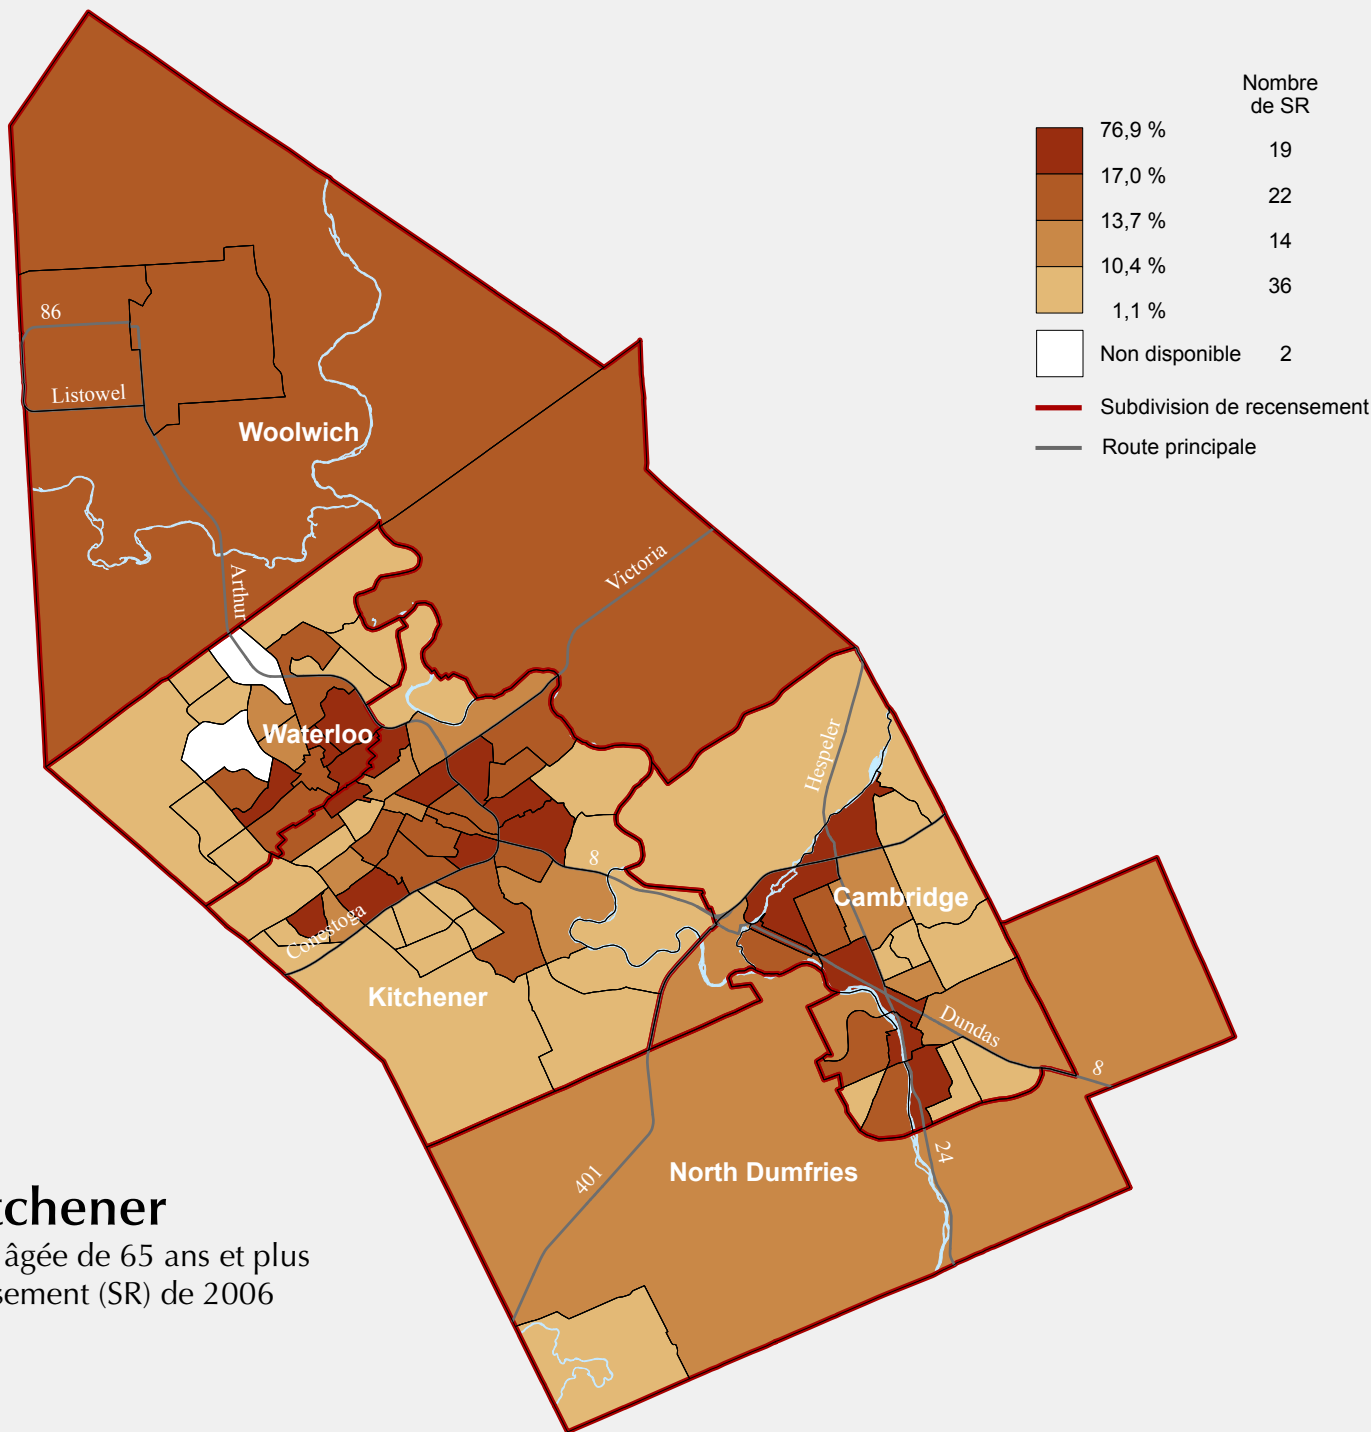 Nombre
de SR
76,9 %
19
17,0 %
22
13,7 %
14
10,4 %
36
1,1 %
Non disponible 2
Subdivision de recensement
Route principale
86
Listowel
Woolwich
Arthur
Victoria
Waterloo
Hespeler
8
Cambridge
Conestoga
Kitchener
Dundas
8
North Dumfries
24
401
tchener
âgée de 65 ans et plus
sement (SR) de 2006